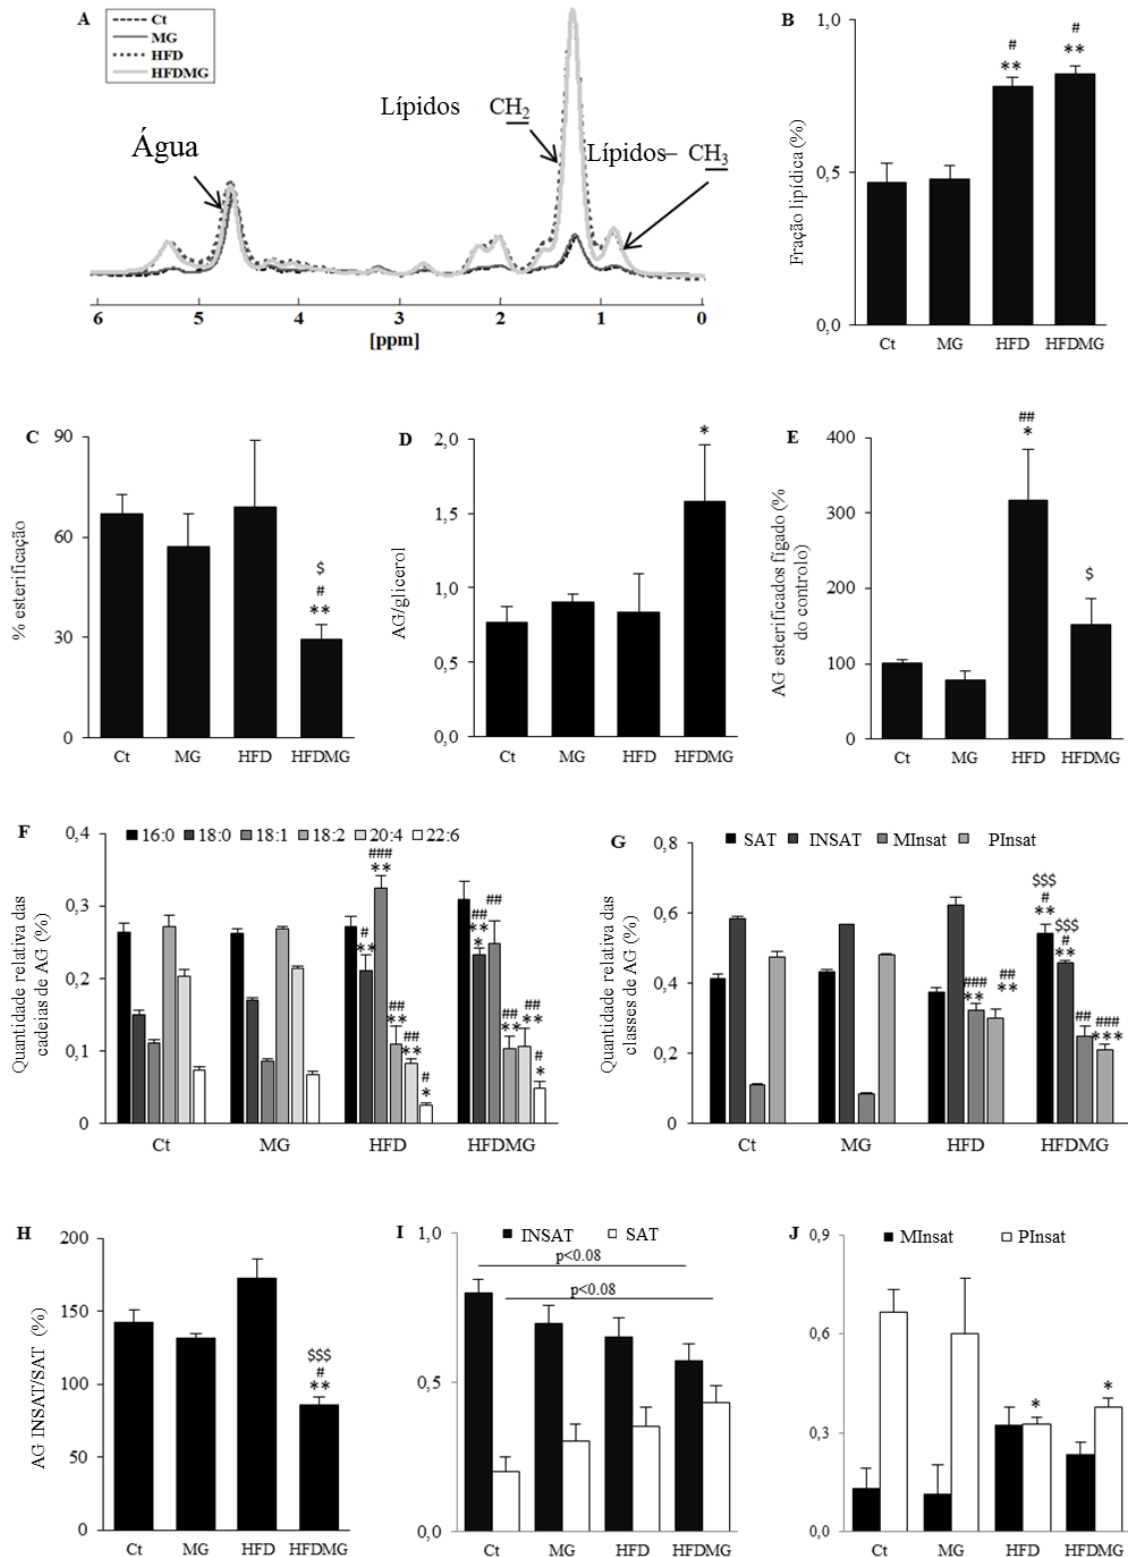 A
Ct
MG
HFD
HFDMG
Água
Lípidos CH2
Lípidos– CH3
6 5 4 3 2 1 0
[ppm]
B
Fração lipídica (%)
1,0
0,5
0,0
# **
# **
Ct MG HFD HFDMG
C
% esterificação
90
60
30
0
$
#
**
Ct MG HFD HFDMG
D
AG/glicerol
2,0
1,5
1,0
0,5
0,0
*
Ct MG HFD HFDMG
E
AG esterificados fígado (%
do controlo)
400
300
200
100
0
##
*
$
Ct MG HFD HFDMG
F
Quantidade relativa das
cadeias de AG (%)
16:0 18:0 18:1 18:2 20:4 22:6
0,4
0,3
0,2
0,1
0
#
**
###
**
##
**
##
**
#
*
##
**
*
##
##
**
##
**
#
*
Ct MG HFD HFDMG
G
Quantidade relativa das
classes de AG (%)
SAT INSAT MInsat PInsat
0,8
0,6
0,4
0,2
0
###
**
##
**
$$$
#
**
$$$
#
**
##
###
***
Ct MG HFD HFDMG
H
AG INSAT/SAT (%)
200
150
100
50
0
$$$
#
**
Ct MG HFD HFDMG
I
INSAT SAT
1,0
0,5
0,0
p<0.08
p<0.08
Ct MG HFD HFDMG
J
MInsat PInsat
0,9
0,6
0,3
0,0
*
*
Ct MG HFD HFDMG